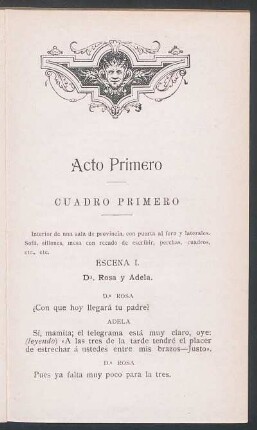 Acto Primero
CUADRO PRIMERO
Interior de una sala de provincia, con puerta al foro y laterales.
Sofá, sillones, mesa con recado de escribir, perchas, cuadros,
etc., etc.
ESCENA I.
Dª. Rosa y Adela.
Dª ROSA
¿Con que hoy llegará tu padre?
ADELA
Sí, mamita; el telegrama está muy claro, oye:
(leyendo) «A las tres de la tarde tendré el placer
de estrechar á ustedes entre mis brazos—Justo».
Dª ROSA
Pues ya falta muy poco para la tres.